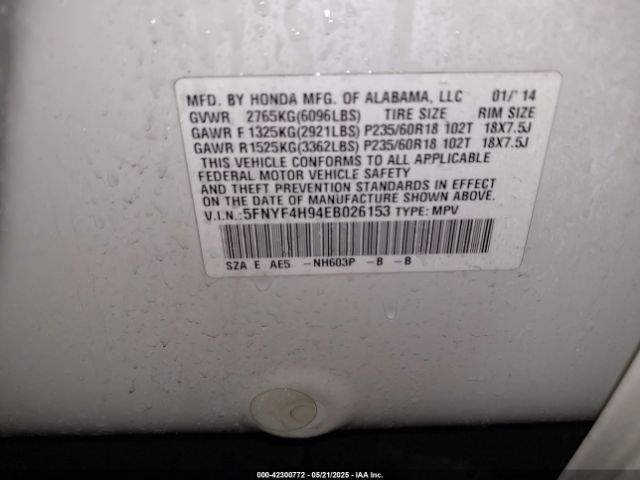 MFD. BY HONDA MFG. OF ALABAMA, LLC 01/'14
GVWR 2765KG(6096LBS) TIRE SIZE RIM SIZE
GAWR F 1325KG(2921LBS) P235/60R18 102T 18X7.5J
GAWR R1525KG(3362LBS) P235/60R18 102T 18X7.5J
THIS VEHICLE CONFORMS TO ALL APPLICABLE
FEDERAL MOTOR VEHICLE SAFETY
AND THEFT PREVENTION STANDARDS IN EFFECT
ON THE DATE OF MANUFACTURE SHOWN ABOVE.
V.I.N.:5FNYF4H94EB026153 TYPE: MPV
SZA E AE5 -NH603P -B -B
000-42300772 - 05/21/2025 - IAA Inc.